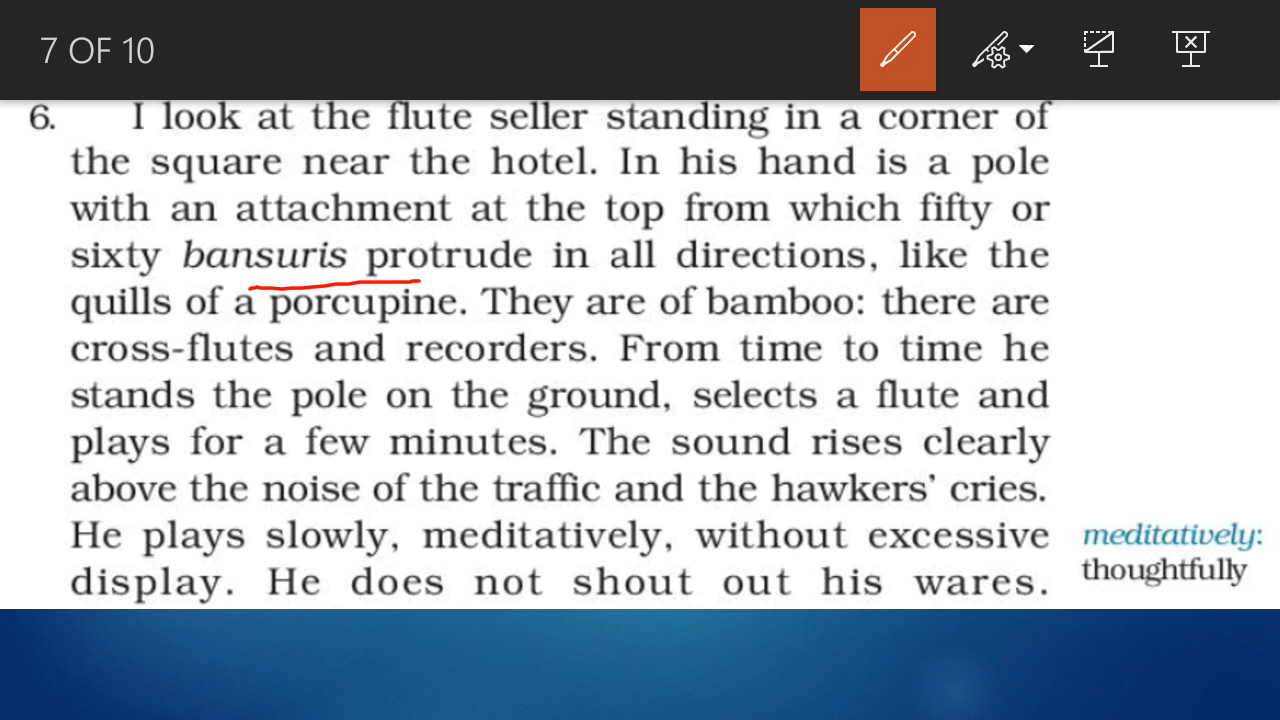 7 OF 10
6. I look at the flute seller standing in a corner of
the square near the hotel. In his hand is a pole
with an attachment at the top from which fifty or
sixty bansuris protrude in all directions, like the
quills of a porcupine. They are of bamboo: there are
cross-flutes and recorders. From time to time he
stands the pole on the ground, selects a flute and
plays for a few minutes. The sound rises clearly
above the noise of the traffic and the hawkers’ cries.
He plays slowly, meditatively, without excessive
display. He does not shout out his wares.
meditatively:
thoughtfully